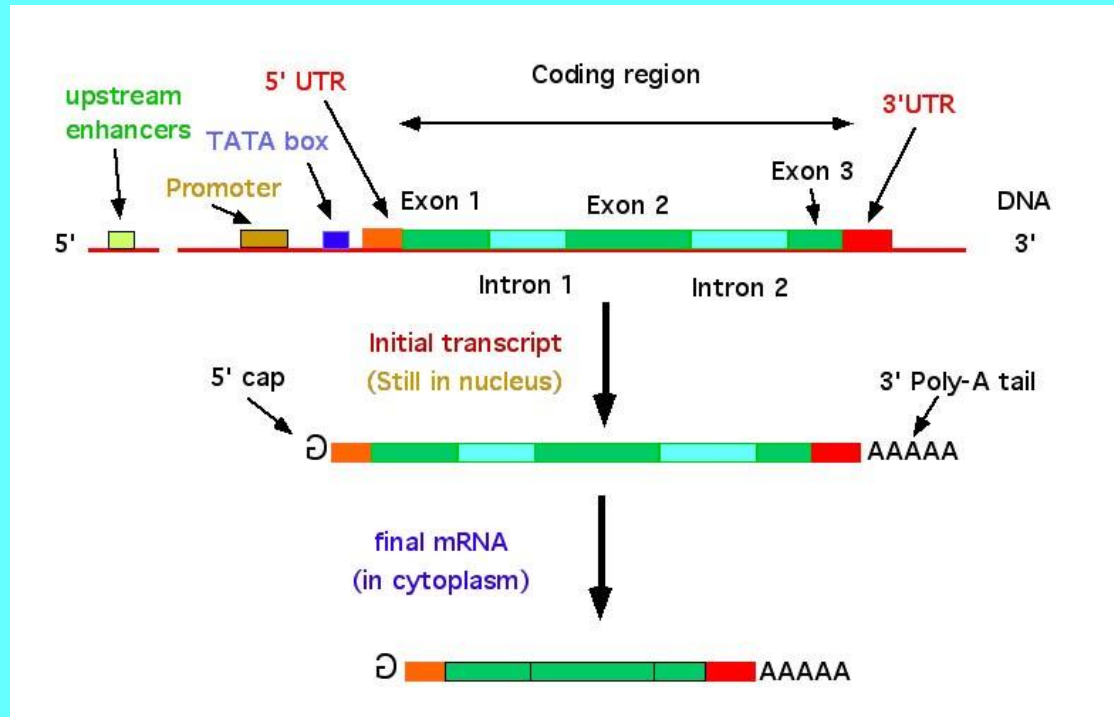 Coding region
5' UTR
3'UTR
upstream
enhancers
TATA box
Promoter
Exon 1
Exon 2
Exon 3
DNA
5'
3'
Intron 1
Intron 2
Initial transcript
(Still in nucleus)
5' cap
3' Poly-A tail
G
AAAAA
final mRNA
(in cytoplasm)
G
AAAAA